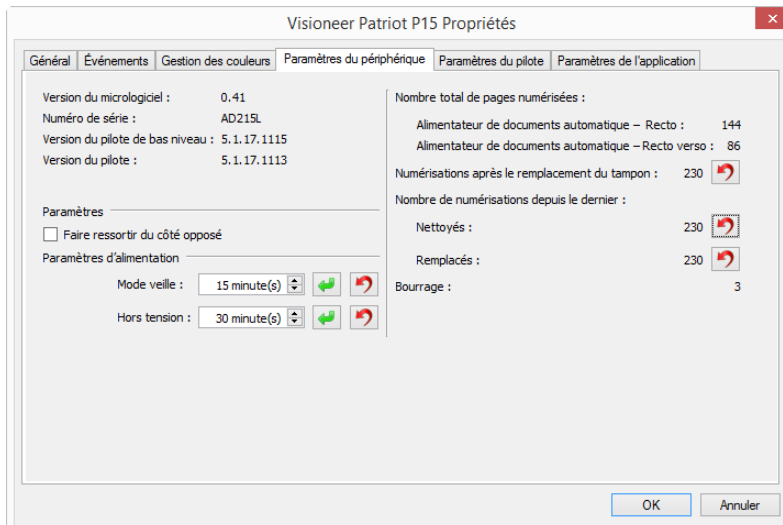 Visioneer Patriot P15 Propriétés
Général Événements Gestion des couleurs Paramètres du périphérique Paramètres du pilote Paramètres de l'application
Version du micrologiciel : 0.41
Numéro de série : AD215L
Version du pilote de bas niveau : 5.1.17.1115
Version du pilote : 5.1.17.1113
Paramètres
Faire ressortir du côté opposé
Paramètres d'alimentation
Mode veille : 15 minute(s)
Hors tension : 30 minute(s)
Nombre total de pages numérisées :
Alimentateur de documents automatique – Recto : 144
Alimentateur de documents automatique – Recto verso : 86
Numérisations après le remplacement du tampon : 230
Nombre de numérisations depuis le dernier :
Nettoyés : 230
Remplacés : 230
Bourrage : 3
OK Annuler